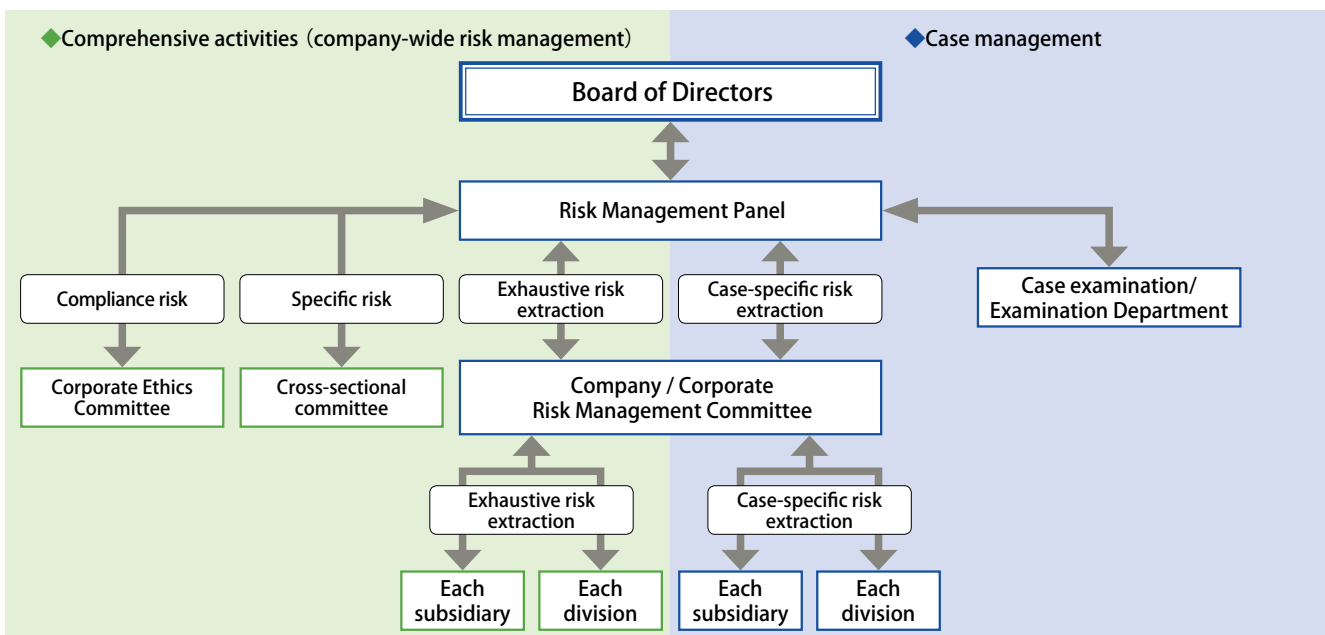 ◆Comprehensive activities (company-wide risk management)
◆Case management
Board of Directors
Risk Management Panel
Compliance risk
Specific risk
Exhaustive risk
extraction
Case-specific risk
extraction
Case examination/
Examination Department
Corporate Ethics
Committee
Cross-sectional
committee
Company / Corporate
Risk Management Committee
Exhaustive risk
extraction
Case-specific risk
extraction
Each
subsidiary
Each
division
Each
subsidiary
Each
division